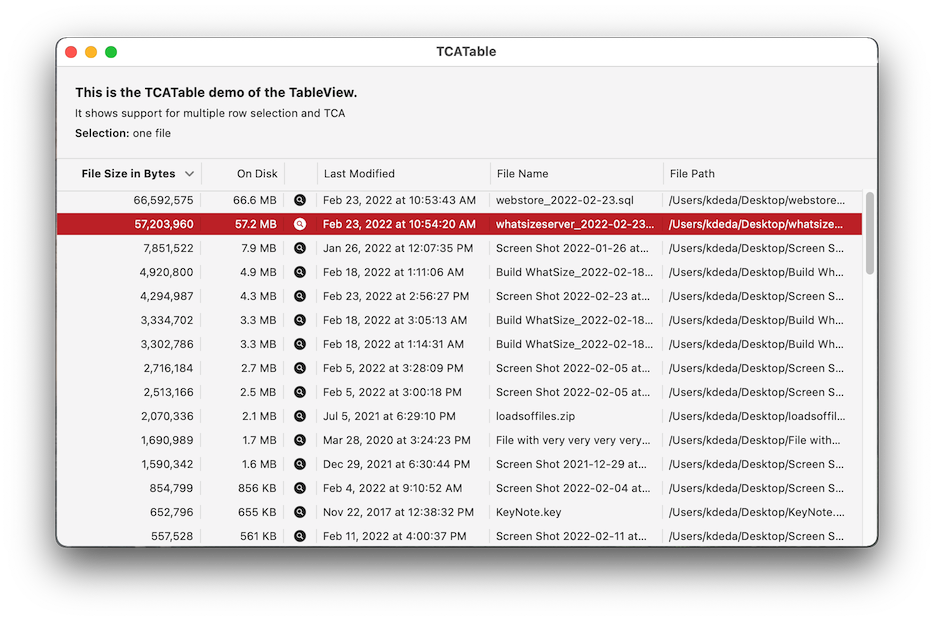 TCATable
This is the TCATable demo of the TableView.
It shows support for multiple row selection and TCA
Selection: one file
File Size in Bytes On Disk Last Modified File Name File Path
66,592,575 66.6 MB Feb 23, 2022 at 10:53:43 AM webstore_2022-02-23.sql /Users/kdeda/Desktop/webstore...
57,203,960 57.2 MB Feb 23, 2022 at 10:54:20 AM whatsizeserver_2022-02-23... /Users/kdeda/Desktop/whatsize...
7,851,522 7.9 MB Jan 26, 2022 at 12:07:35 PM Screen Shot 2022-01-26 at... /Users/kdeda/Desktop/Screen S...
4,920,800 4.9 MB Feb 18, 2022 at 1:11:06 AM Build WhatSize_2022-02-18... /Users/kdeda/Desktop/Build Wh...
4,294,987 4.3 MB Feb 23, 2022 at 2:56:27 PM Screen Shot 2022-02-23 at... /Users/kdeda/Desktop/Screen S...
3,334,702 3.3 MB Feb 18, 2022 at 3:05:13 AM Build WhatSize_2022-02-18... /Users/kdeda/Desktop/Build Wh...
3,302,786 3.3 MB Feb 18, 2022 at 1:14:31 AM Build WhatSize_2022-02-18... /Users/kdeda/Desktop/Build Wh...
2,716,184 2.7 MB Feb 5, 2022 at 3:28:09 PM Screen Shot 2022-02-05 at... /Users/kdeda/Desktop/Screen S...
2,513,166 2.5 MB Feb 5, 2022 at 3:00:18 PM Screen Shot 2022-02-05 at... /Users/kdeda/Desktop/Screen S...
2,070,336 2.1 MB Jul 5, 2021 at 6:29:10 PM loadsoffiles.zip /Users/kdeda/Desktop/loadsoffil...
1,690,989 1.7 MB Mar 28, 2020 at 3:24:23 PM File with very very very very... /Users/kdeda/Desktop/File with...
1,590,342 1.6 MB Dec 29, 2021 at 6:30:44 PM Screen Shot 2021-12-29 at... /Users/kdeda/Desktop/Screen S...
854,799 856 KB Feb 4, 2022 at 9:10:52 AM Screen Shot 2022-02-04 at... /Users/kdeda/Desktop/Screen S...
652,796 655 KB Nov 22, 2017 at 12:38:32 PM KeyNote.key /Users/kdeda/Desktop/KeyNote....
557,528 561 KB Feb 11, 2022 at 4:00:37 PM Screen Shot 2022-02-11 at... /Users/kdeda/Desktop/Screen S...